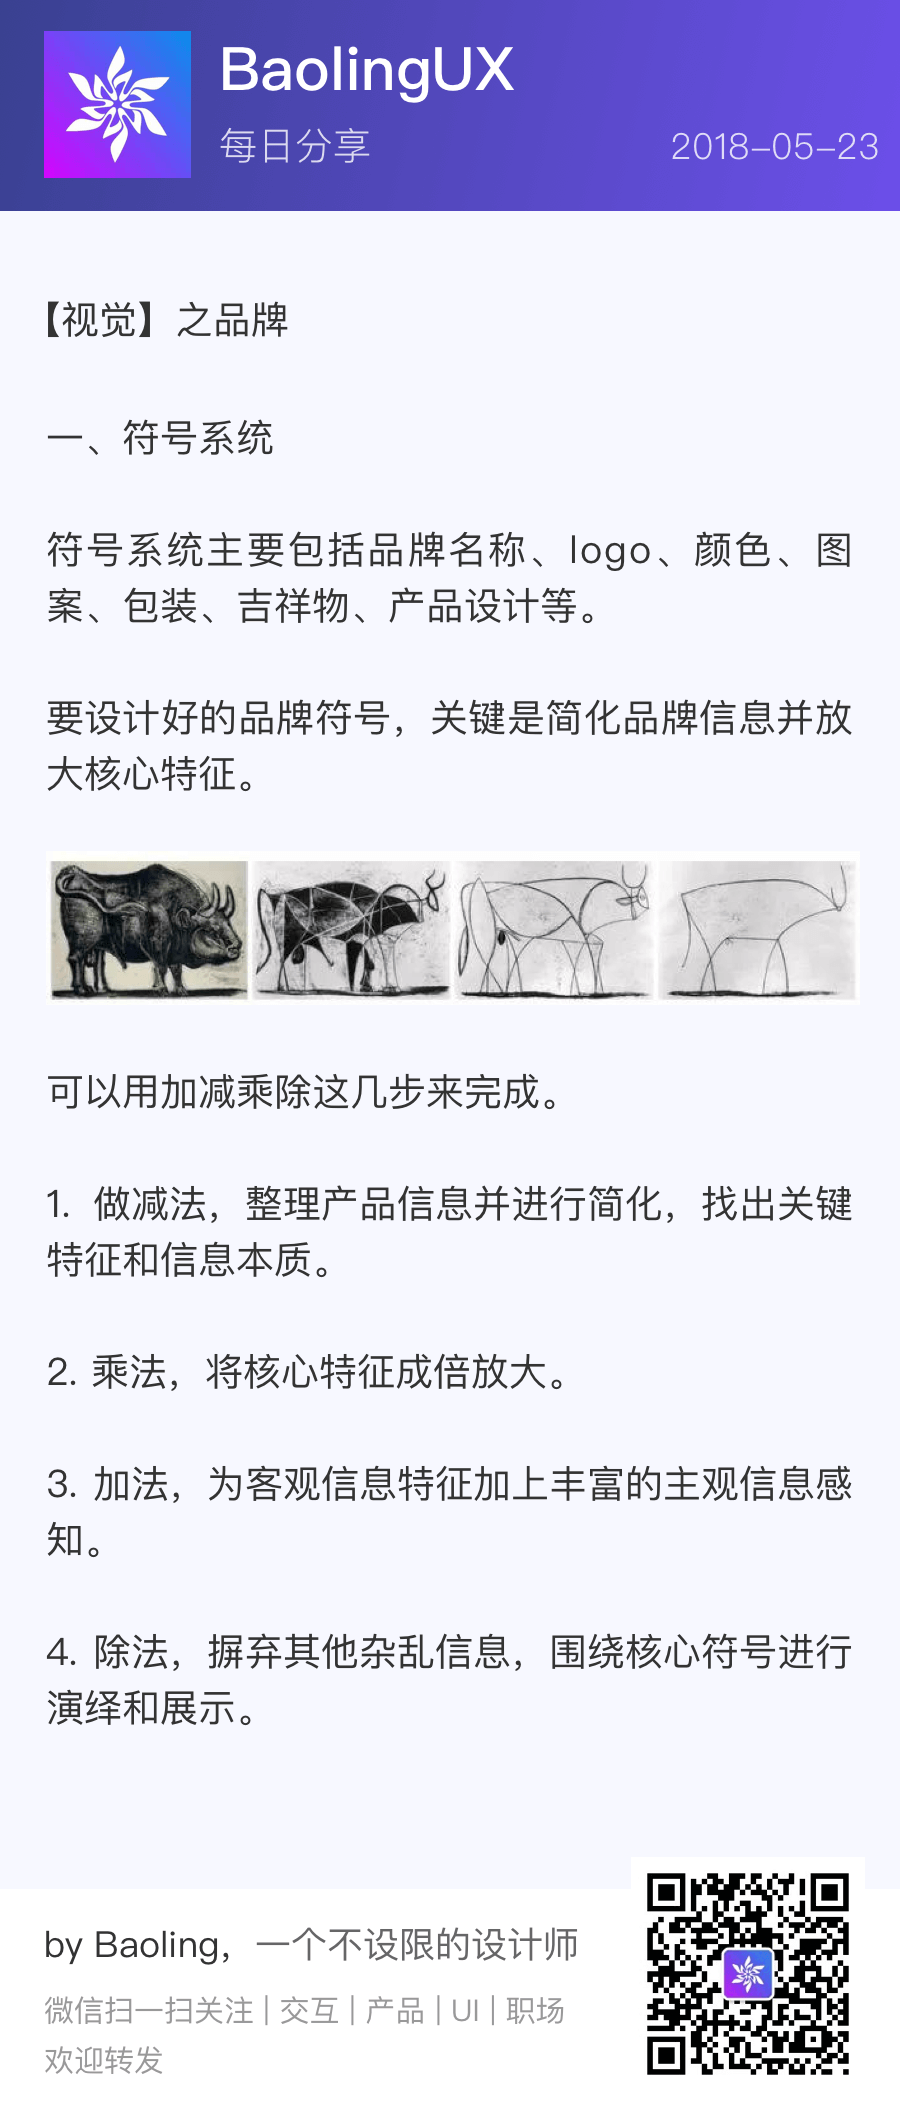 BaolingUX
每日分享
2018-05-23
【视觉】之品牌
一、符号系统
符号系统主要包括品牌名称、logo、颜色、图
案、包装、吉祥物、产品设计等。
要设计好的品牌符号，关键是简化品牌信息并放
大核心特征。
可以用加减乘除这几步来完成。
1. 做减法，整理产品信息并进行简化，找出关键
特征和信息本质。
2. 乘法，将核心特征成倍放大。
3. 加法，为客观信息特征加上丰富的主观信息感
知。
4. 除法，摒弃其他杂乱信息，围绕核心符号进行
演绎和展示。
by Baoling，一个不设限的设计师
微信扫一扫关注 | 交互 | 产品 | UI | 职场
欢迎转发